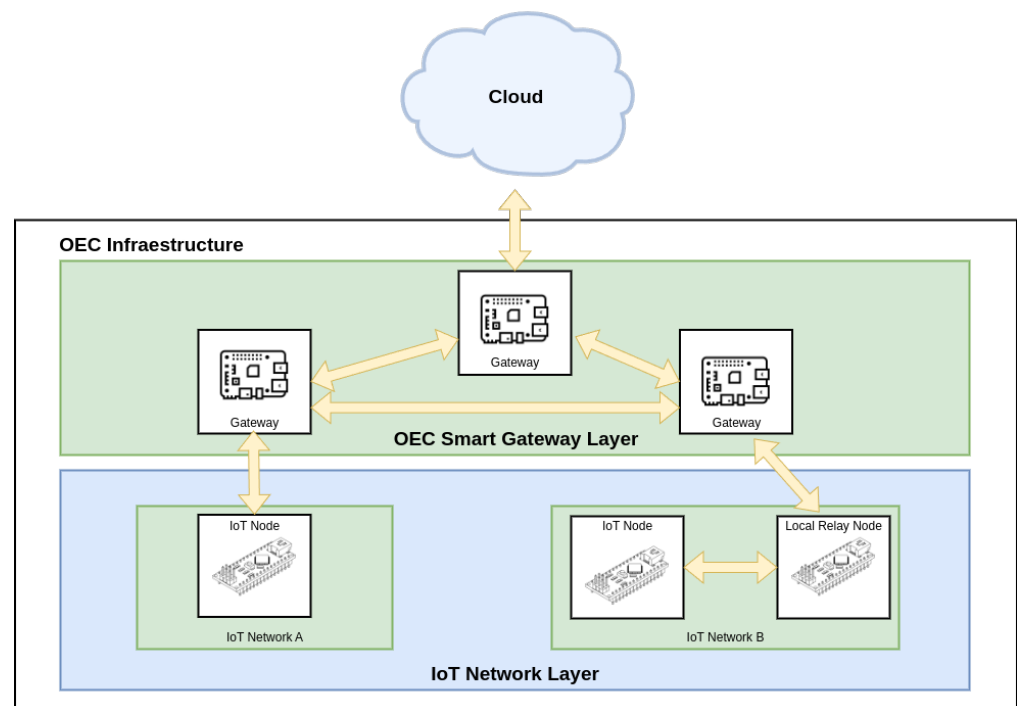 Cloud
OEC Infraestructure
Gateway
Gateway
Gateway
OEC Smart Gateway Layer
IoT Node
IoT Node
Local Relay Node
IoT Network A
IoT Network B
IoT Network Layer